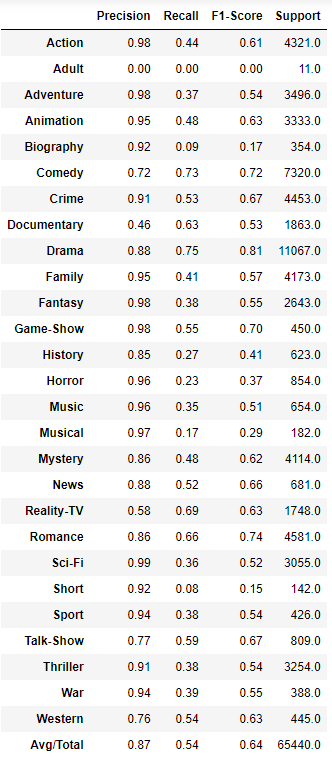 Precision Recall F1-Score Support
Action 0.98 0.44 0.61 4321.0
Adult 0.00 0.00 0.00 11.0
Adventure 0.98 0.37 0.54 3496.0
Animation 0.95 0.48 0.63 3333.0
Biography 0.92 0.09 0.17 354.0
Comedy 0.72 0.73 0.72 7320.0
Crime 0.91 0.53 0.67 4453.0
Documentary 0.46 0.63 0.53 1863.0
Drama 0.88 0.75 0.81 11067.0
Family 0.95 0.41 0.57 4173.0
Fantasy 0.98 0.38 0.55 2643.0
Game-Show 0.98 0.55 0.70 450.0
History 0.85 0.27 0.41 623.0
Horror 0.96 0.23 0.37 854.0
Music 0.96 0.35 0.51 654.0
Musical 0.97 0.17 0.29 182.0
Mystery 0.86 0.48 0.62 4114.0
News 0.88 0.52 0.66 681.0
Reality-TV 0.58 0.69 0.63 1748.0
Romance 0.86 0.66 0.74 4581.0
Sci-Fi 0.99 0.36 0.52 3055.0
Short 0.92 0.08 0.15 142.0
Sport 0.94 0.38 0.54 426.0
Talk-Show 0.77 0.59 0.67 809.0
Thriller 0.91 0.38 0.54 3254.0
War 0.94 0.39 0.55 388.0
Western 0.76 0.54 0.63 445.0
Avg/Total 0.87 0.54 0.64 65440.0